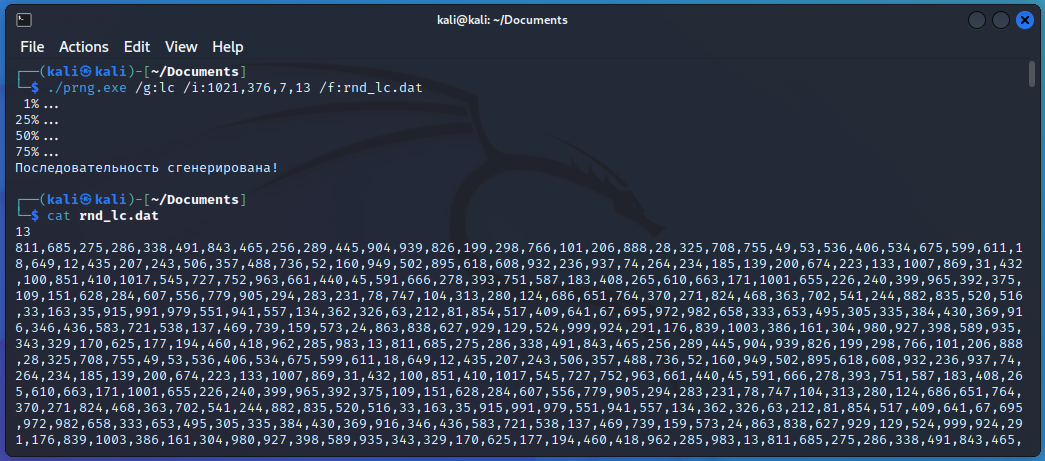 kali@kali: ~/Documents
File Actions Edit View Help
┌──(kali㉿kali)-[~/Documents]
└─$ ./prng.exe /g:lc /i:1021,376,7,13 /f:rnd_lc.dat
1%...
25%...
50%...
75%...
Последовательность сгенерирована!
┌──(kali㉿kali)-[~/Documents]
└─$ cat rnd_lc.dat
13
811,685,275,286,338,491,843,465,256,289,445,904,939,826,199,298,766,101,206,888,28,325,708,755,49,53,536,406,534,675,599,611,1
8,649,12,435,207,243,506,357,488,736,52,160,949,502,895,618,608,932,236,937,74,264,234,185,139,200,674,223,133,1007,869,31,432
,100,851,410,1017,545,727,752,963,661,440,45,591,666,278,393,751,587,183,408,265,610,663,171,1001,655,226,240,399,965,392,375,
109,151,628,284,607,556,779,905,294,283,231,78,747,104,313,280,124,686,651,764,370,271,824,468,363,702,541,244,882,835,520,516
,33,163,35,915,991,979,551,941,557,134,362,326,63,212,81,854,517,409,641,67,695,972,982,658,333,653,495,305,335,384,430,369,91
6,346,436,583,721,538,137,469,739,159,573,24,863,838,627,929,129,524,999,924,291,176,839,1003,386,161,304,980,927,398,589,935,
343,329,170,625,177,194,460,418,962,285,983,13,811,685,275,286,338,491,843,465,256,289,445,904,939,826,199,298,766,101,206,888
,28,325,708,755,49,53,536,406,534,675,599,611,18,649,12,435,207,243,506,357,488,736,52,160,949,502,895,618,608,932,236,937,74,
264,234,185,139,200,674,223,133,1007,869,31,432,100,851,410,1017,545,727,752,963,661,440,45,591,666,278,393,751,587,183,408,26
5,610,663,171,1001,655,226,240,399,965,392,375,109,151,628,284,607,556,779,905,294,283,231,78,747,104,313,280,124,686,651,764,
370,271,824,468,363,702,541,244,882,835,520,516,33,163,35,915,991,979,551,941,557,134,362,326,63,212,81,854,517,409,641,67,695
,972,982,658,333,653,495,305,335,384,430,369,916,346,436,583,721,538,137,469,739,159,573,24,863,838,627,929,129,524,999,924,29
1,176,839,1003,386,161,304,980,927,398,589,935,343,329,170,625,177,194,460,418,962,285,983,13,811,685,275,286,338,491,843,465,